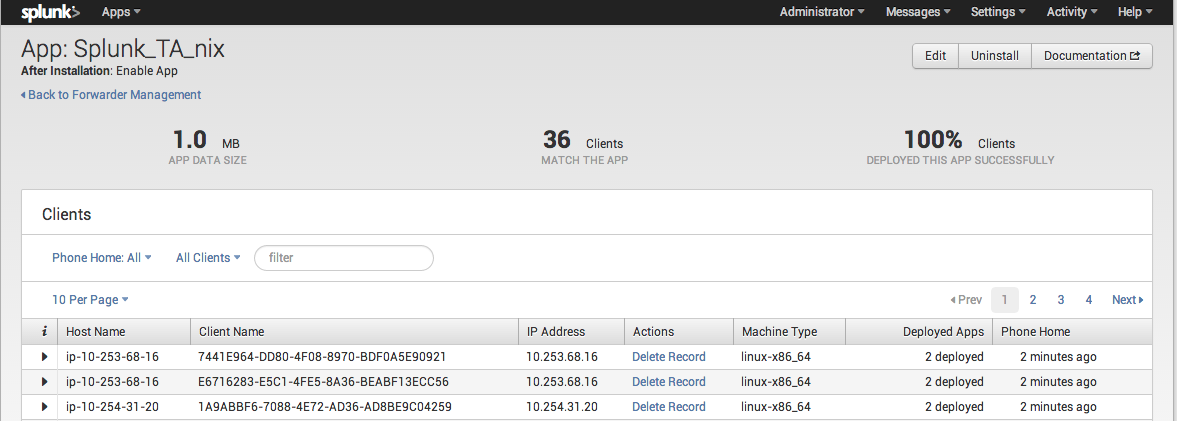 splunk> Apps Administrator Messages Settings Activity Help
App: Splunk_TA_nix
After Installation: Enable App
Edit Uninstall Documentation
Back to Forwarder Management
1.0 MB 36 Clients 100% Clients
APP DATA SIZE MATCH THE APP DEPLOYED THIS APP SUCCESSFULLY
Clients
Phone Home: All All Clients filter
10 Per Page Prev 1 2 3 4 Next
i Host Name Client Name IP Address Actions Machine Type Deployed Apps Phone Home
ip-10-253-68-16 7441E964-DD80-4F08-8970-BDF0A5E90921 10.253.68.16 Delete Record linux-x86_64 2 deployed 2 minutes ago
ip-10-253-68-16 E6716283-E5C1-4FE5-8A36-BEABF13ECC56 10.253.68.16 Delete Record linux-x86_64 2 deployed 2 minutes ago
ip-10-254-31-20 1A9ABBF6-7088-4E72-AD36-AD8BE9C04259 10.254.31.20 Delete Record linux-x86_64 2 deployed 2 minutes ago